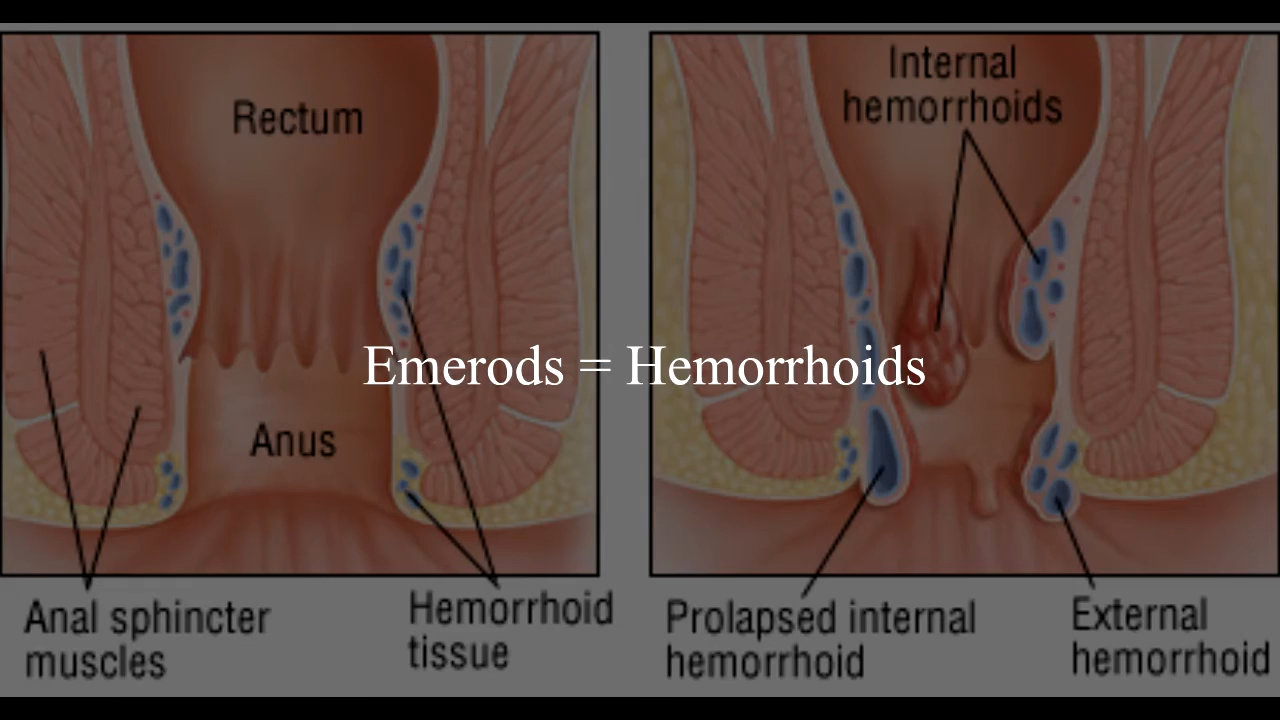 Rectum
Internal
hemorrhoids
Emerods = Hemorrhoids
Anus
Anal sphincter
muscles
Hemorrhoid
tissue
Prolapsed internal
hemorrhoid
External
hemorrhoid